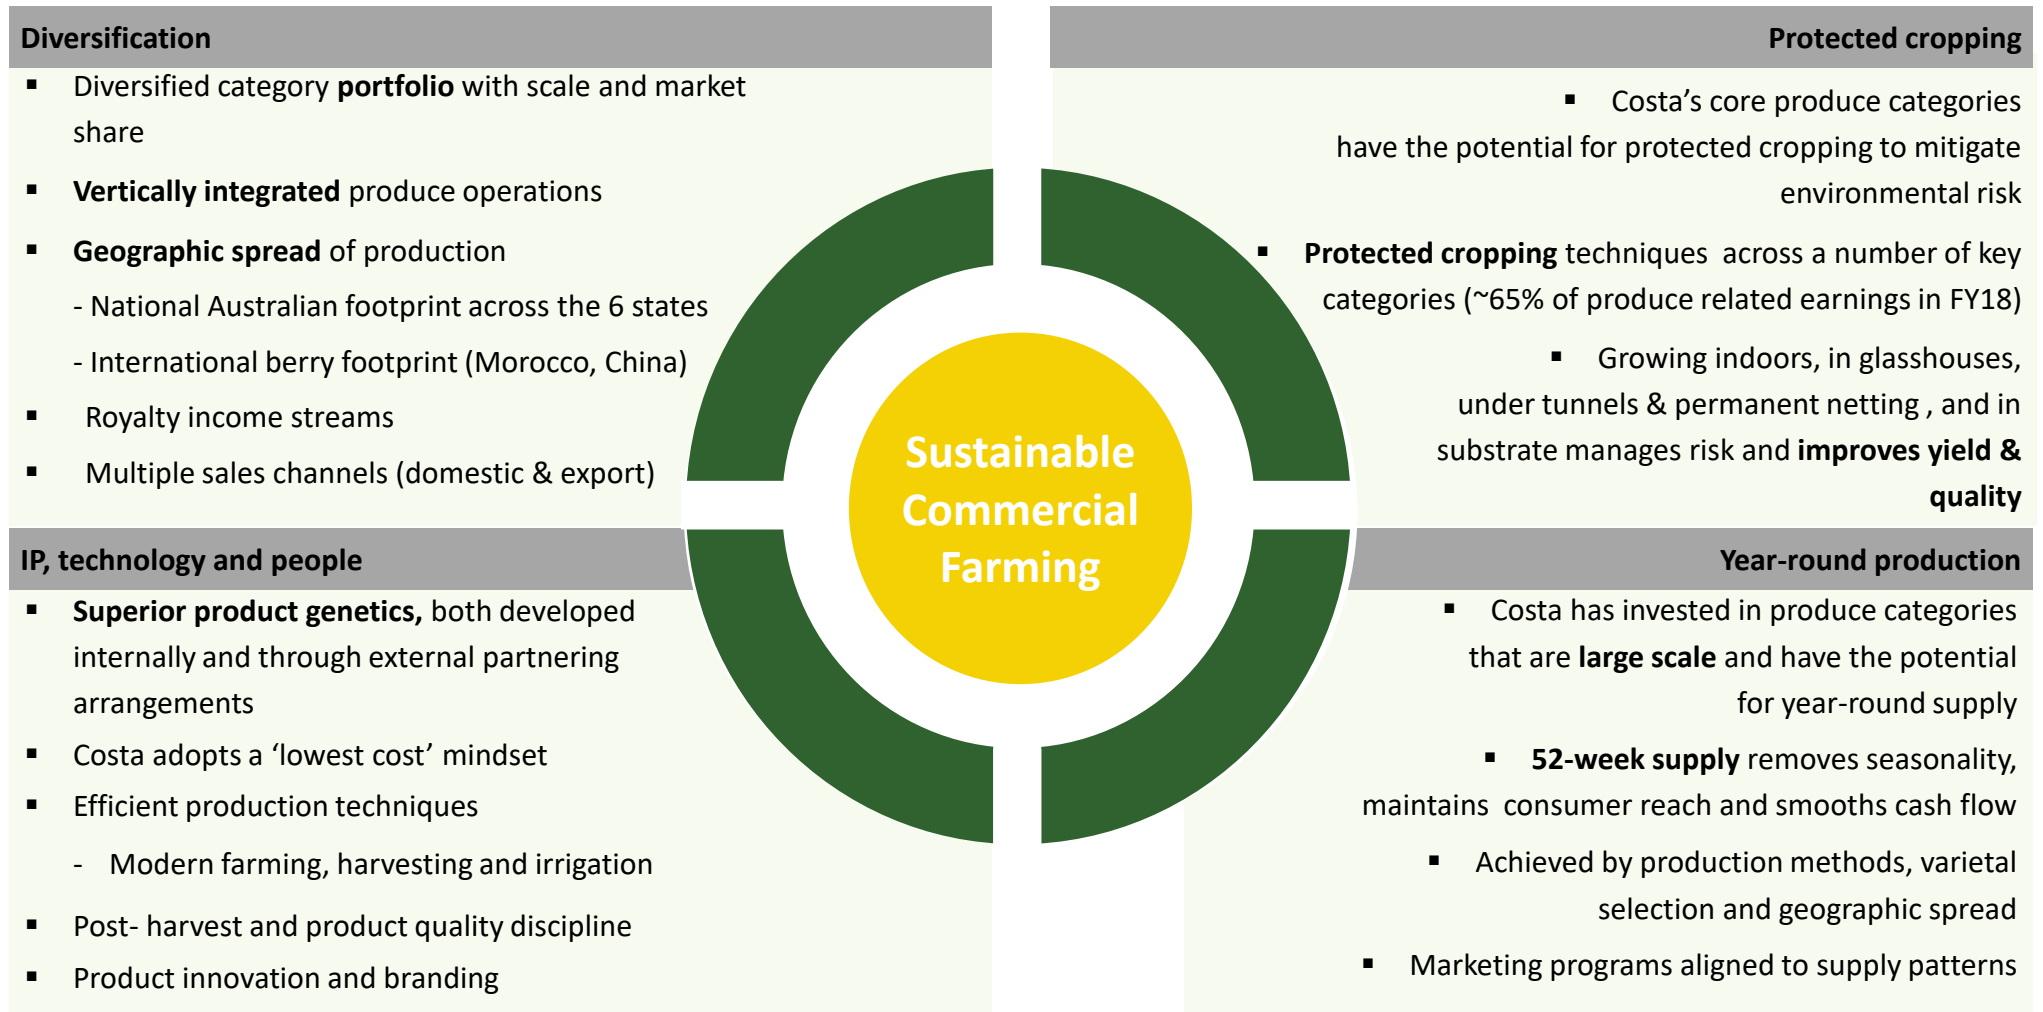 Diversification
▪ Diversified category portfolio with scale and market
share
▪ Vertically integrated produce operations
▪ Geographic spread of production
- National Australian footprint across the 6 states
- International berry footprint (Morocco, China)
▪ Royalty income streams
▪ Multiple sales channels (domestic & export)
Protected cropping
▪ Costa’s core produce categories
have the potential for protected cropping to mitigate
environmental risk
▪ Protected cropping techniques across a number of key
categories (~65% of produce related earnings in FY18)
▪ Growing indoors, in glasshouses,
under tunnels & permanent netting , and in
substrate manages risk and improves yield &
quality
Sustainable
Commercial
Farming
IP, technology and people
▪ Superior product genetics, both developed
internally and through external partnering
arrangements
▪ Costa adopts a ‘lowest cost’ mindset
▪ Efficient production techniques
- Modern farming, harvesting and irrigation
▪ Post- harvest and product quality discipline
▪ Product innovation and branding
Year-round production
▪ Costa has invested in produce categories
that are large scale and have the potential
for year-round supply
▪ 52-week supply removes seasonality,
maintains consumer reach and smooths cash flow
▪ Achieved by production methods, varietal
selection and geographic spread
▪ Marketing programs aligned to supply patterns